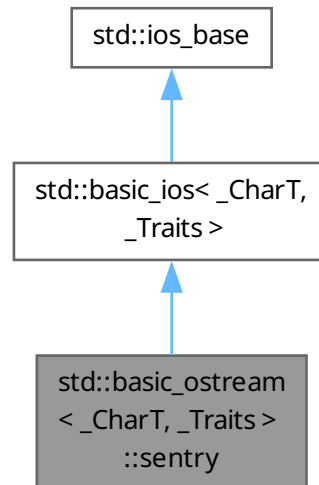 std::ios_base
std::basic_ios< _CharT,
_Traits >
std::basic_ostream
< _CharT, _Traits >
::sentry